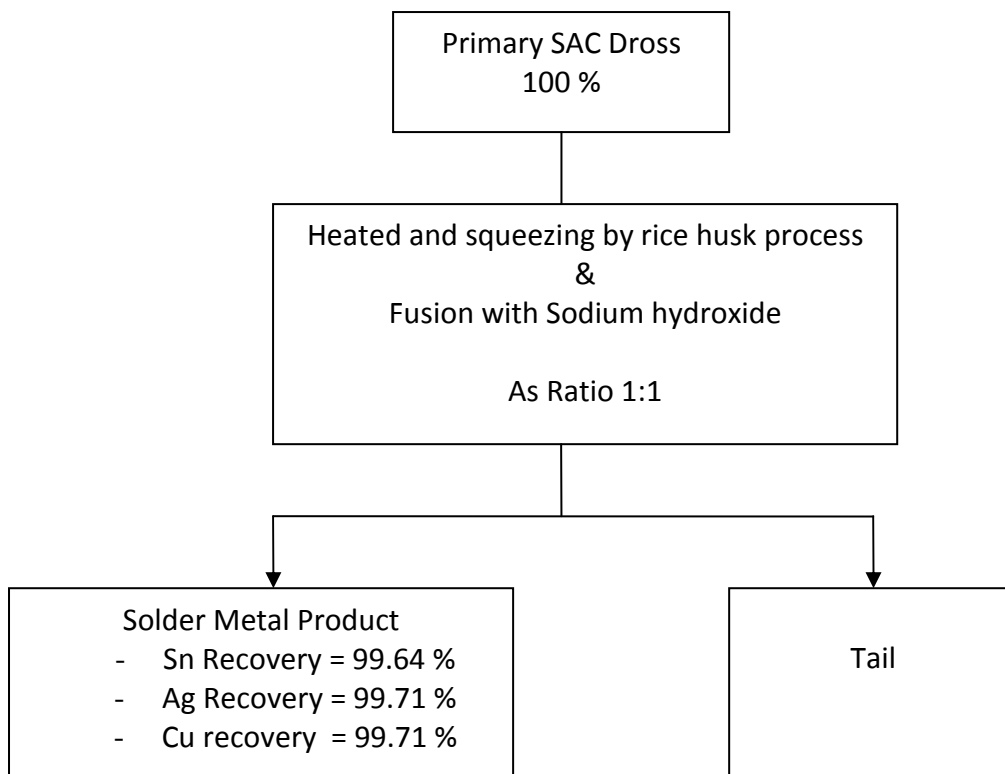 Primary SAC Dross
100 %
Heated and squeezing by rice husk process
&
Fusion with Sodium hydroxide
As Ratio 1:1
Solder Metal Product
- Sn Recovery = 99.64 %
- Ag Recovery = 99.71 %
- Cu recovery = 99.71 %
Tail